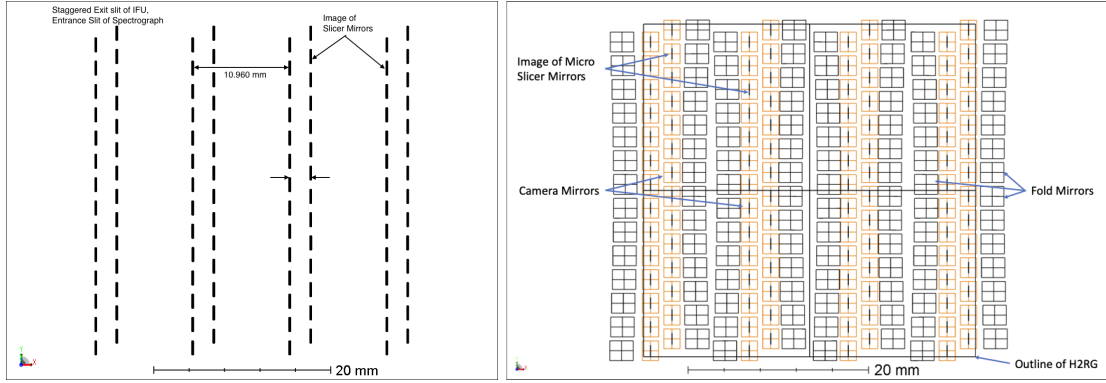 Staggered Exit slit of IFU,
Entrance Slit of Spectrograph
Image of
Slicer Mirrors
10.960 mm
20 mm
Image of Micro
Slicer Mirrors
Camera Mirrors
Fold Mirrors
Outline of H2RG
20 mm